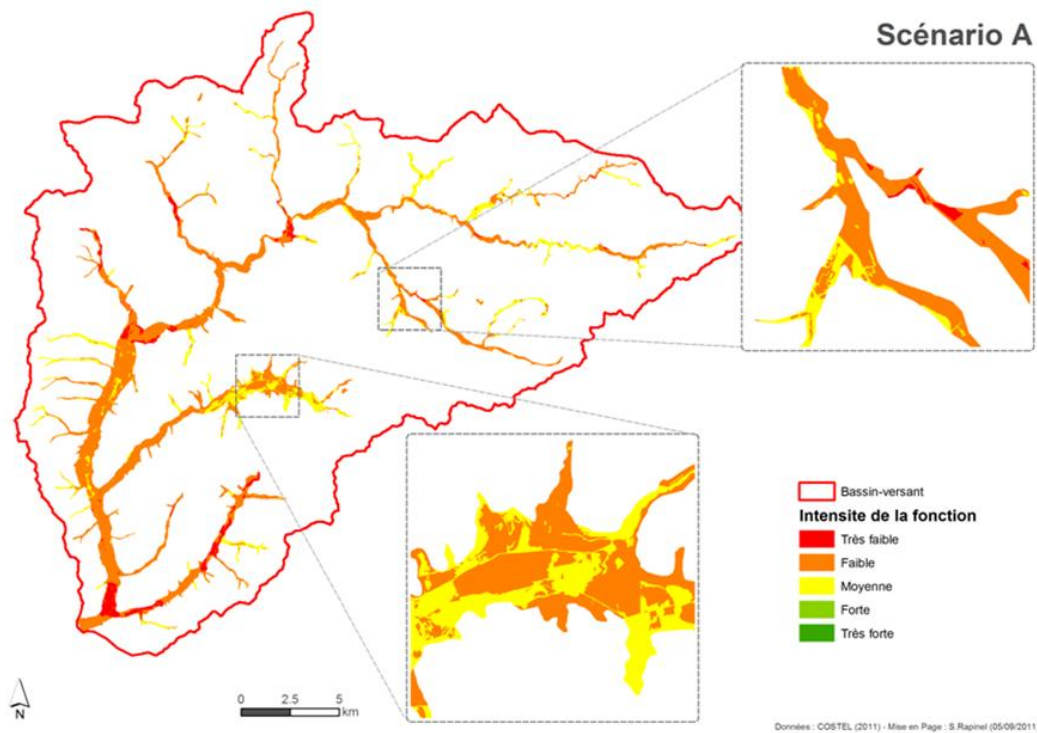 Scénario A
Bassin-versant
Intensite de la fonction
Très faible
Faible
Moyenne
Forte
Très forte
N
0 2.5 5
km
Données : COSTEL (2011) - Mise en Page : S.Rapinel (05/09/2011